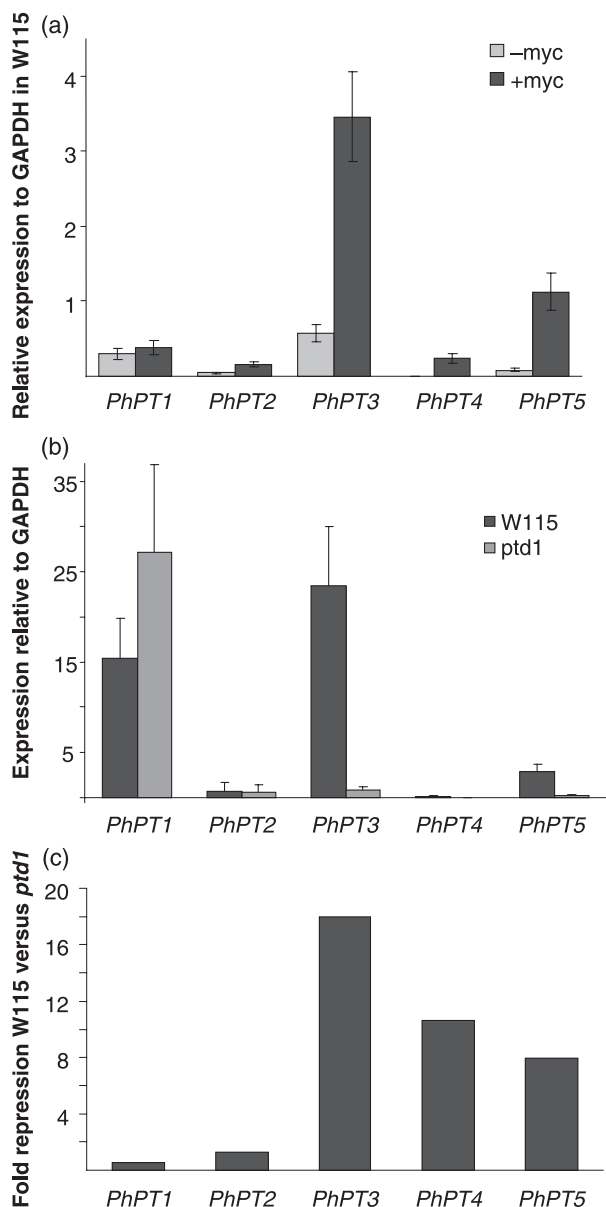 (a)
Relative expression to GAPDH in W115
4
3
2
1
–myc
+myc
PhPT1 PhPT2 PhPT3 PhPT4 PhPT5
(b)
Expression relative to GAPDH
35
25
15
5
W115
ptd1
PhPT1 PhPT2 PhPT3 PhPT4 PhPT5
(c)
Fold repression W115 versus ptd1
20
16
12
8
4
PhPT1 PhPT2 PhPT3 PhPT4 PhPT5